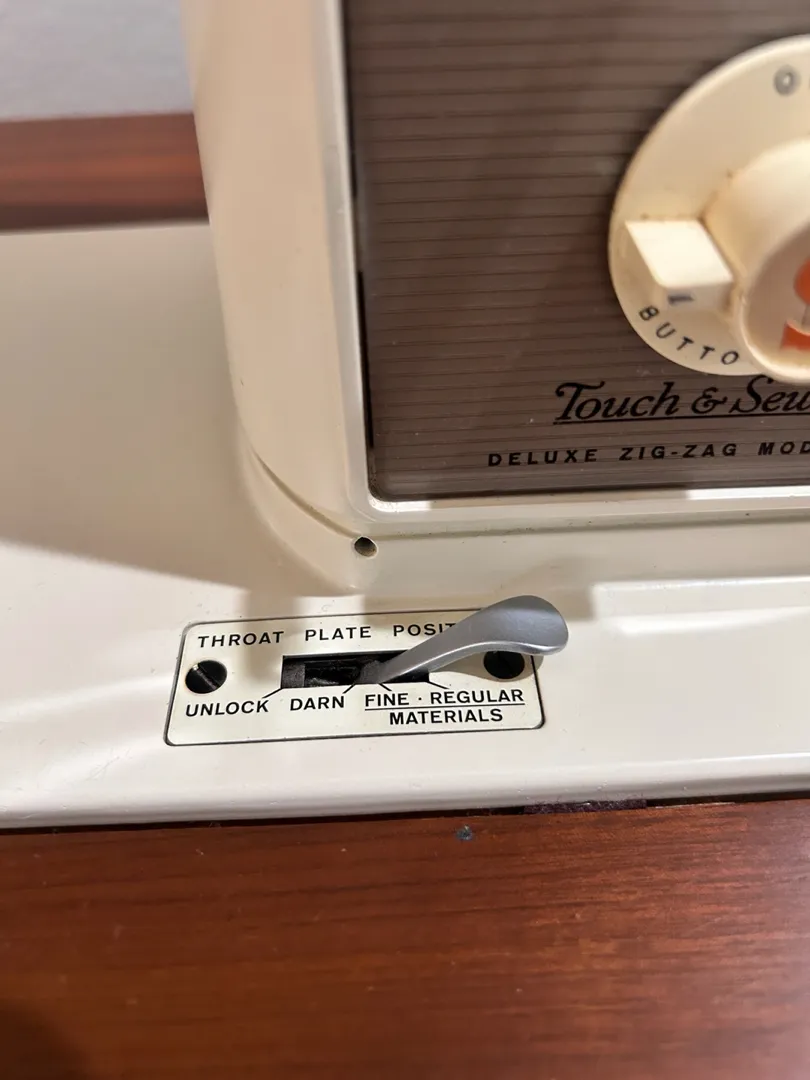 O
BUTTO
Touch & Sew
DELUXE ZIG-ZAG MOD
THROAT PLATE POSIT
UNLOCK DARN FINE · REGULAR
MATERIALS